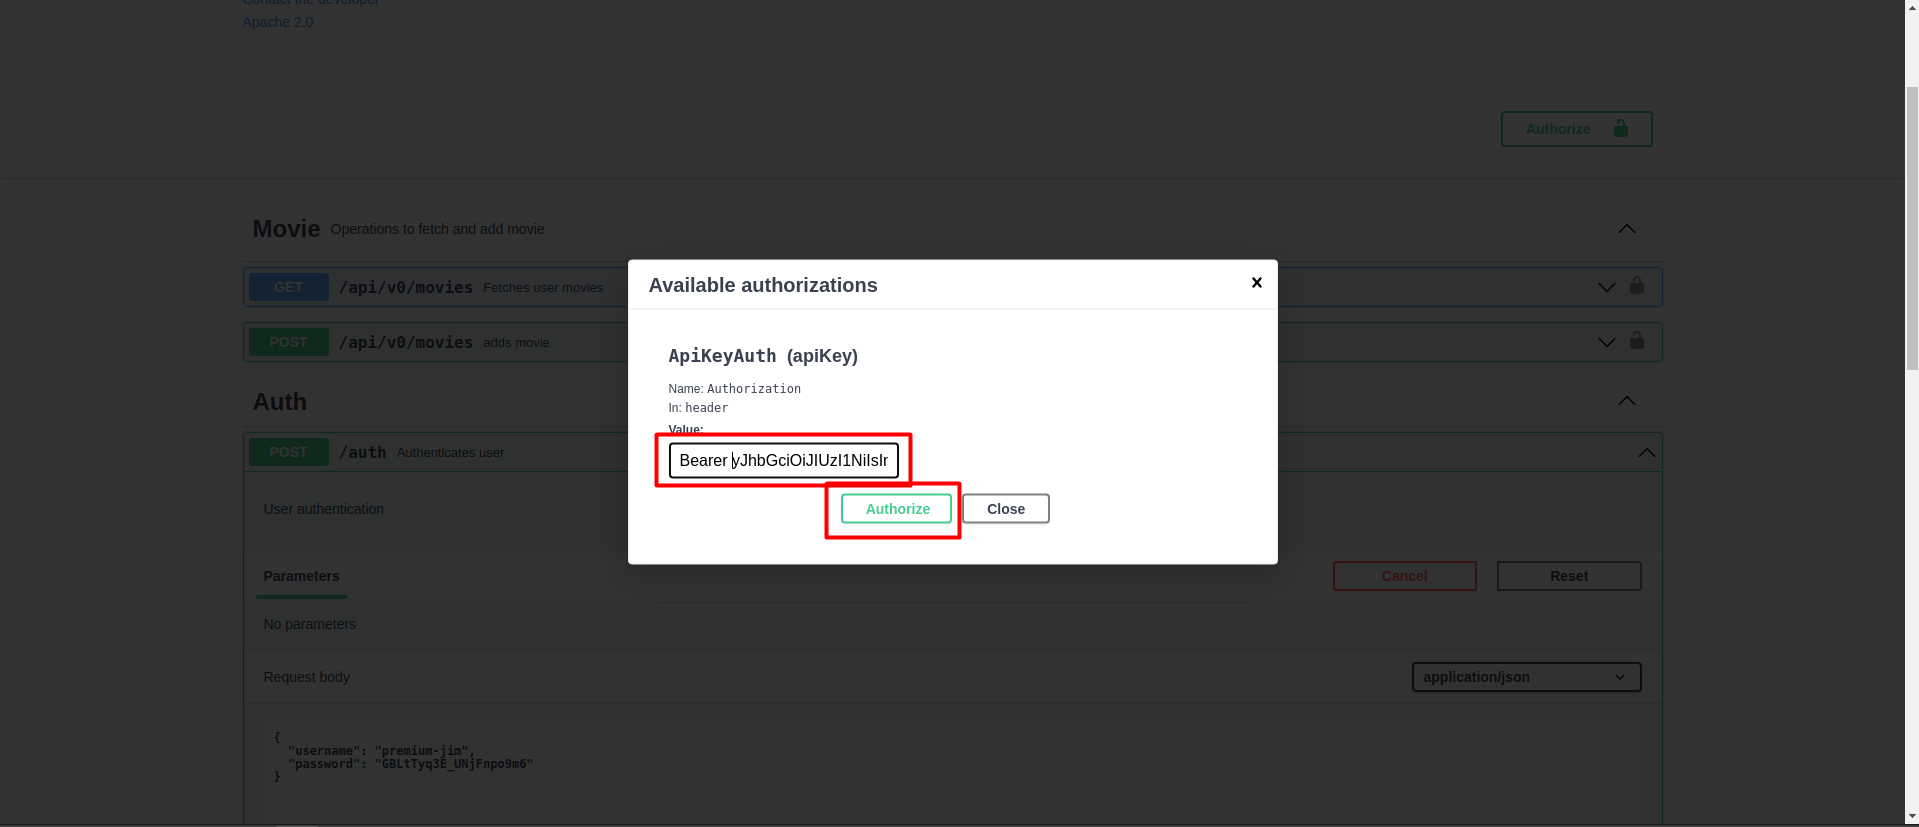 Contact the developer
Apache 2.0
Authorize
Movie Operations to fetch and add movie
GET /api/v0/movies Fetches user movies
POST /api/v0/movies adds movie
Auth
POST /auth Authenticates user
User authentication
Parameters
Cancel Reset
No parameters
Request body
application/json
{
"username": "premium-jim",
"password": "GBLtTyq3E_UNjFnpo9m6"
}
Available authorizations
×
ApiKeyAuth (apiKey)
Name: Authorization
In: header
Value:
Bearer yJhbGciOiJIUzI1NiIsIr
Authorize Close